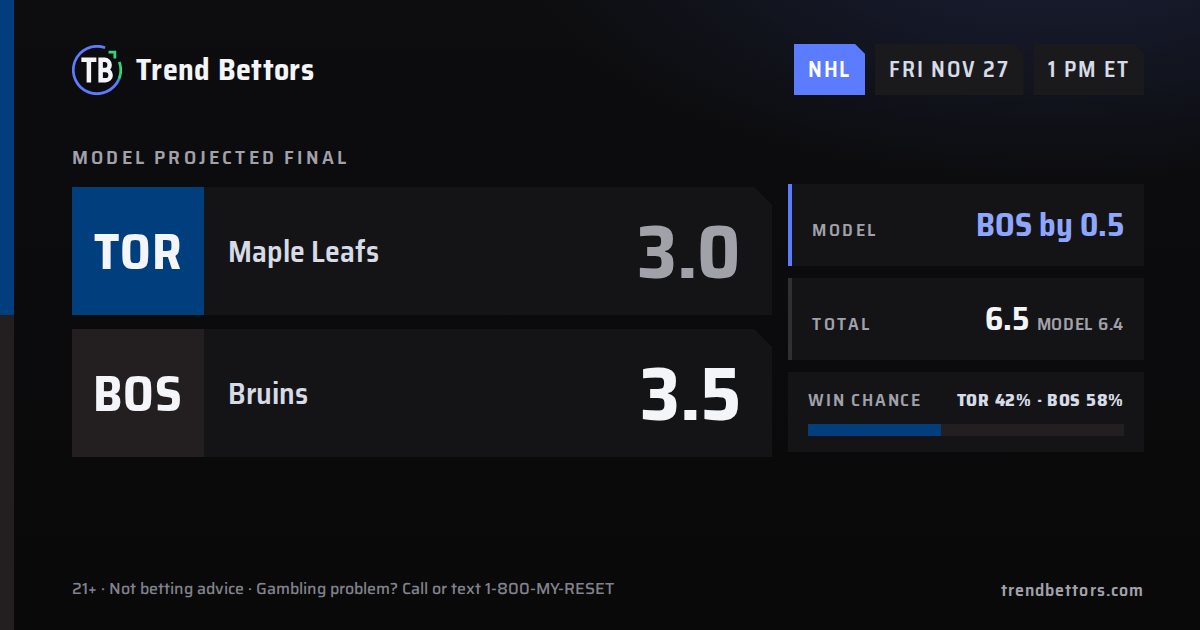 TB Trend Bettors
NHL FRI NOV 27 1 PM ET
MODEL PROJECTED FINAL
TOR Maple Leafs 3.0
BOS Bruins 3.5
MODEL BOS by 0.5
TOTAL 6.5 MODEL 6.4
WIN CHANCE TOR 42% · BOS 58%
21+ · Not betting advice · Gambling problem? Call or text 1-800-MY-RESET
trendbettors.com